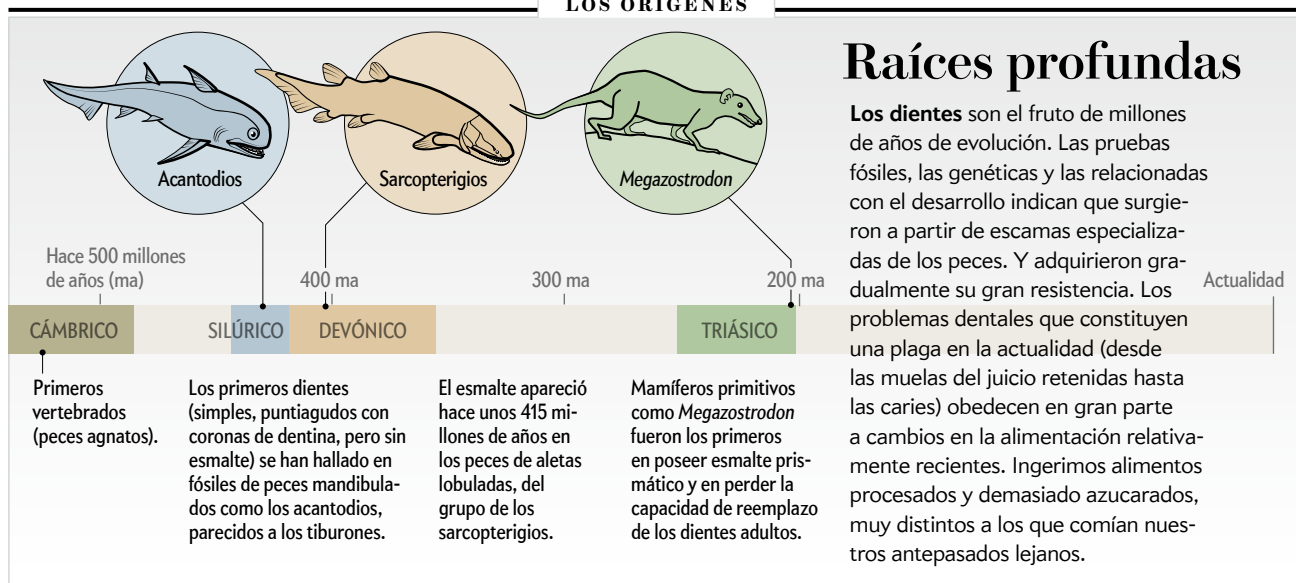 LOS ORÍGENES
Acantodios
Sarcopterigios
Megazostrodon
Hace 500 millones
de años (ma)
400 ma
300 ma
200 ma
Actualidad
CÁMBRICO
SILÚRICO
DEVÓNICO
TRIÁSICO
Primeros
vertebrados
(peces agnatos).
Los primeros dientes
(simples, puntiagudos con
coronas de dentina, pero sin
esmalte) se han hallado en
fósiles de peces mandibula-
dos como los acantodios,
parecidos a los tiburones.
El esmalte apareció
hace unos 415 mi-
llones de años en
los peces de aletas
lobuladas, del
grupo de los
sarcopterigios.
Mamíferos primitivos
como Megazostrodon
fueron los primeros
en poseer esmalte pris-
mático y en perder la
capacidad de reemplazo
de los dientes adultos.
Raíces profundas
Los dientes son el fruto de millones
de años de evolución. Las pruebas
fósiles, las genéticas y las relacionadas
con el desarrollo indican que surgie-
ron a partir de escamas especializa-
das de los peces. Y adquirieron gra-
dualmente su gran resistencia. Los
problemas dentales que constituyen
una plaga en la actualidad (desde
las muelas del juicio retenidas hasta
las caries) obedecen en gran parte
a cambios en la alimentación relativa-
mente recientes. Ingerimos alimentos
procesados y demasiado azucarados,
muy distintos a los que comían nues-
tros antepasados lejanos.